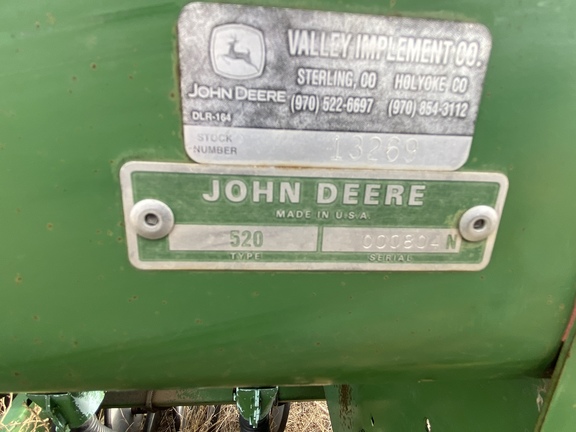 VALLEY IMPLEMENT CO.
STERLING, CO HOLYOKE, CO
JOHN DEERE (970) 522-6697 (970) 854-3112
DLR-164
STOCK
NUMBER 13269
JOHN DEERE
MADE IN U.S.A
520 000804 N
TYPE SERIAL